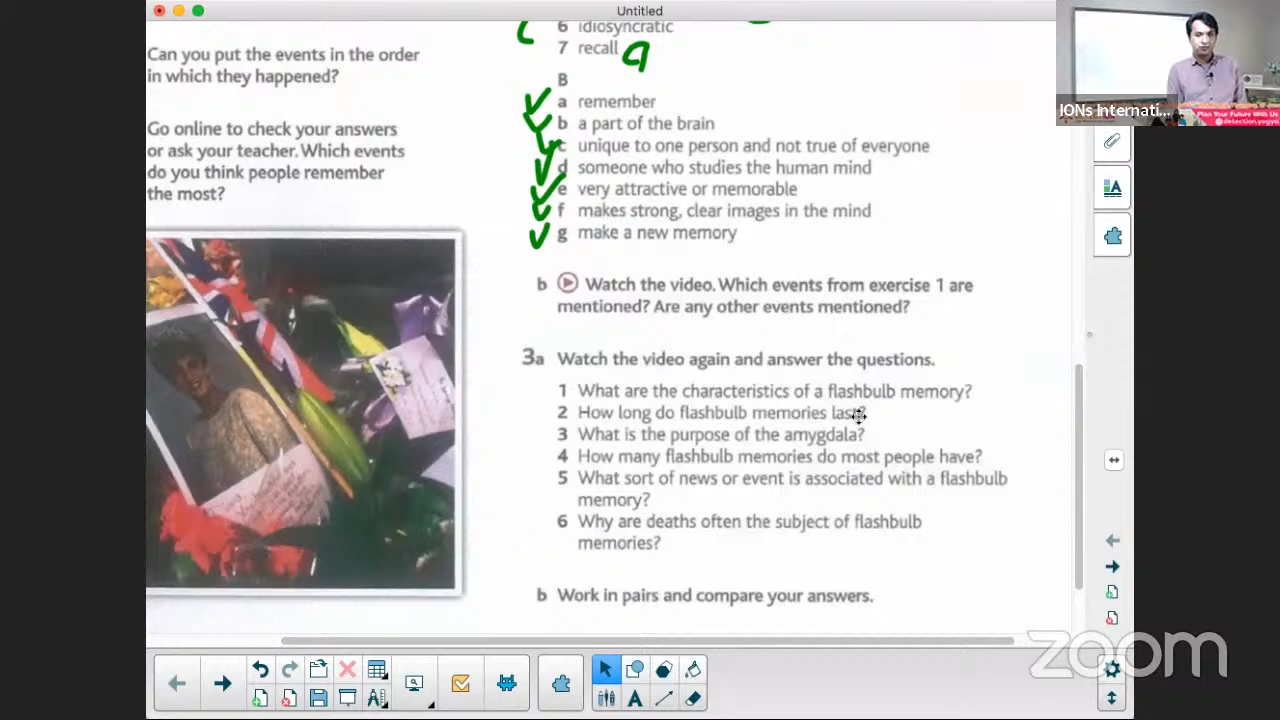 Untitled
Can you put the events in the order
in which they happened?
Go online to check your answers
or ask your teacher. Which events
do you think people remember
the most?
6 idiosyncratic
7 recall a
B
a remember
b a part of the brain
c unique to one person and not true of everyone
d someone who studies the human mind
e very attractive or memorable
f makes strong, clear images in the mind
g make a new memory
b Watch the video. Which events from exercise 1 are
mentioned? Are any other events mentioned?
3a Watch the video again and answer the questions.
1 What are the characteristics of a flashbulb memory?
2 How long do flashbulb memories last?
3 What is the purpose of the amygdala?
4 How many flashbulb memories do most people have?
5 What sort of news or event is associated with a flashbulb
memory?
6 Why are deaths often the subject of flashbulb
memories?
b Work in pairs and compare your answers.
IONs Internati...
Plan Your Future With Us
zoom